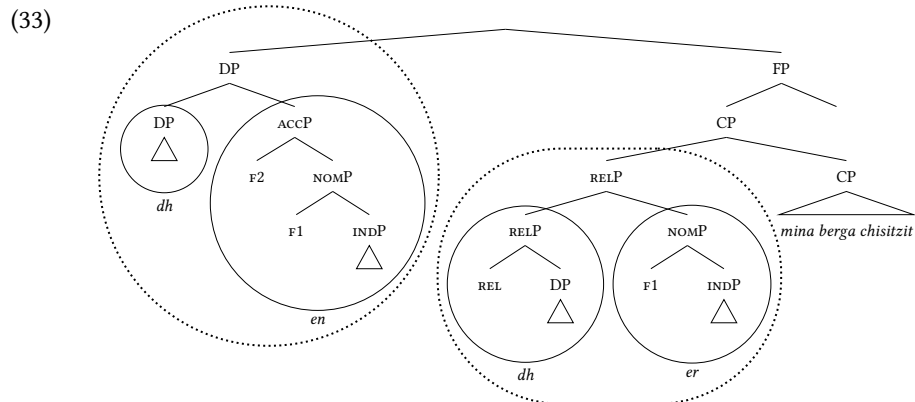 (33)
DP FP
DP ACCP CP
F2 NOMP RELP CP
dh
F1 INDP RELP NOMP mina berga chisitzit
REL DP F1 INDP
en
dh er